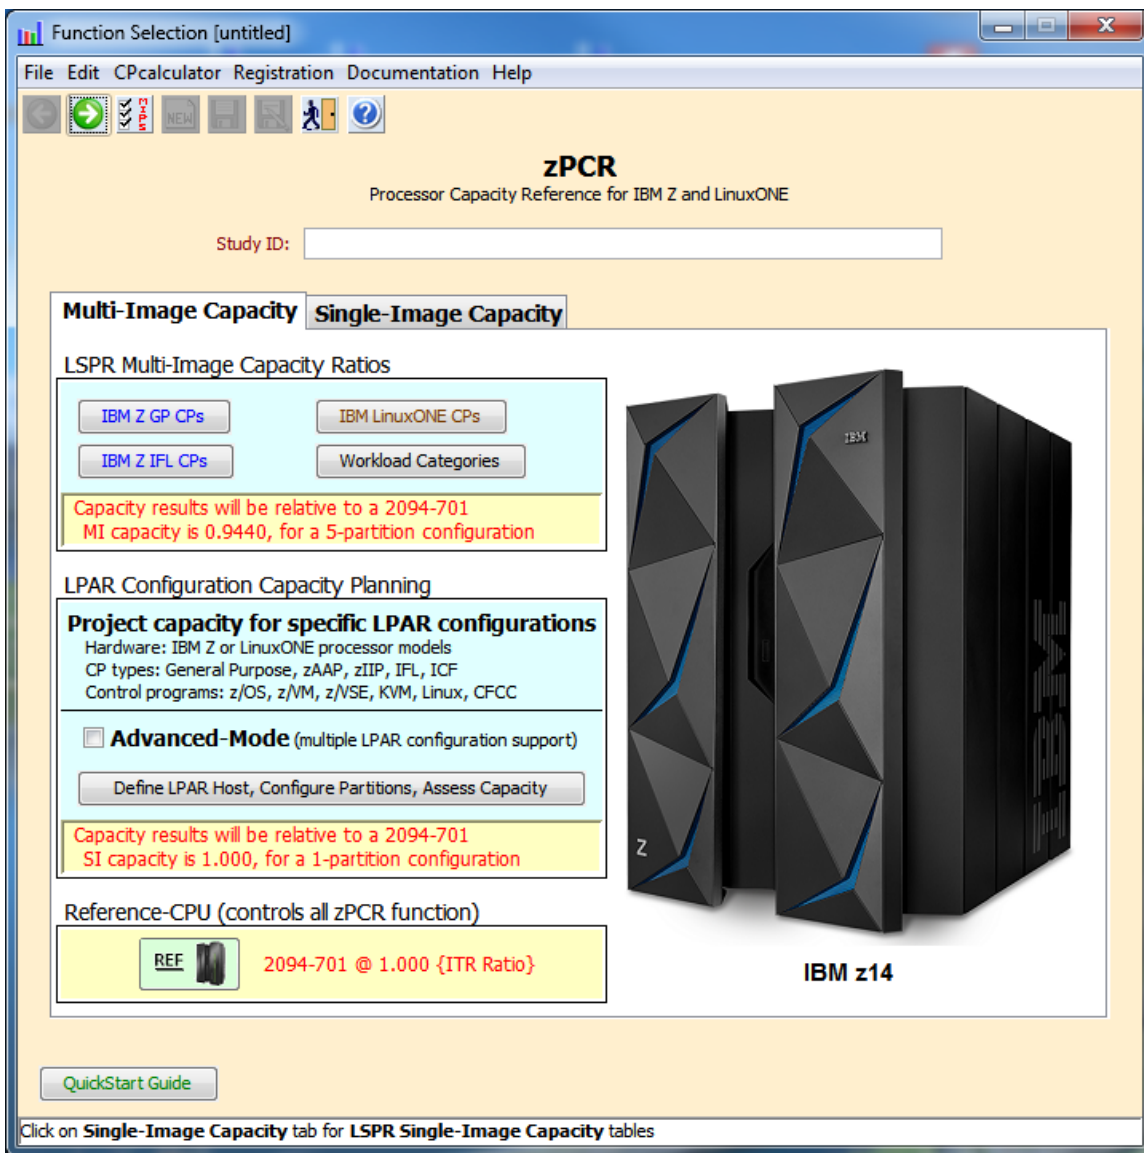 Function Selection [untitled]
File Edit CPcalculator Registration Documentation Help
MIPS NEW
zPCR
Processor Capacity Reference for IBM Z and LinuxONE
Study ID:
Multi-Image Capacity Single-Image Capacity
LSPR Multi-Image Capacity Ratios
IBM Z GP CPs IBM LinuxONE CPs
IBM Z IFL CPs Workload Categories
Capacity results will be relative to a 2094-701
MI capacity is 0.9440, for a 5-partition configuration
LPAR Configuration Capacity Planning
Project capacity for specific LPAR configurations
Hardware: IBM Z or LinuxONE processor models
CP types: General Purpose, zAAP, zIIP, IFL, ICF
Control programs: z/OS, z/VM, z/VSE, KVM, Linux, CFCC
Advanced-Mode (multiple LPAR configuration support)
Define LPAR Host, Configure Partitions, Assess Capacity
Capacity results will be relative to a 2094-701
SI capacity is 1.000, for a 1-partition configuration
Reference-CPU (controls all zPCR function)
REF 2094-701 @ 1.000 {ITR Ratio}
IBM
Z
IBM
IBM z14
QuickStart Guide
Click on Single-Image Capacity tab for LSPR Single-Image Capacity tables